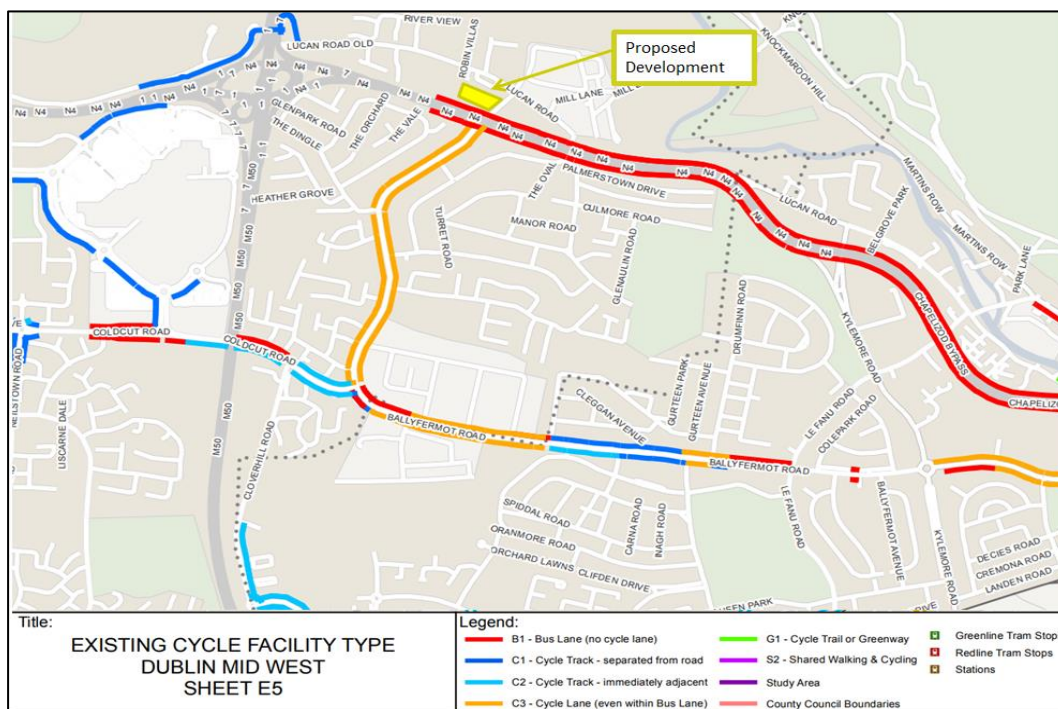 RIVER VIEW
LUCAN ROAD OLD
ROBIN VILLAS
Proposed
Development
KNOCKMAROON HILL
LUCAN ROAD
MILL LANE
N4
GLENPARK ROAD
THE DINGLE
THE ORCHARD
THE VALE
M50
HEATHER GROVE
THE OVAL
PALMERSTOWN DRIVE
CULMORE ROAD
MANOR ROAD
TURRET ROAD
GLENAULIN ROAD
LUCAN ROAD
BELGROVE PARK
MARTINS ROW
MARTINS ROW
PARK LANE
CHAPELIZOD BYPASS
KYLEMORE ROAD
DRUMFINN ROAD
COLDCUT ROAD
COLDCUT ROAD
NEILSTOWN ROAD
LISCARNE DALE
CLOVERHILL ROAD
M50
BALLYFERMOT ROAD
CLEGGAN AVENUE
GURTEEN PARK
GURTEEN AVENUE
LE FANU ROAD
COLEPARK ROAD
BALLYFERMOT ROAD
SPIDDAL ROAD
ORANMORE ROAD
ORCHARD LAWNS
CLIFDEN DRIVE
CARNA ROAD
INAGH ROAD
LE FANU ROAD
BALLYFERMOT AVENUE
KYLEMORE ROAD
DECIES ROAD
CREMONA ROAD
LANDEN ROAD
Title:
EXISTING CYCLE FACILITY TYPE
DUBLIN MID WEST
SHEET E5
Legend:
B1 - Bus Lane (no cycle lane)
C1 - Cycle Track - separated from road
C2 - Cycle Track - immediately adjacent
C3 - Cycle Lane (even within Bus Lane)
G1 - Cycle Trail or Greenway
S2 - Shared Walking & Cycling
Study Area
County Council Boundaries
Greenline Tram Stop
Redline Tram Stops
Stations